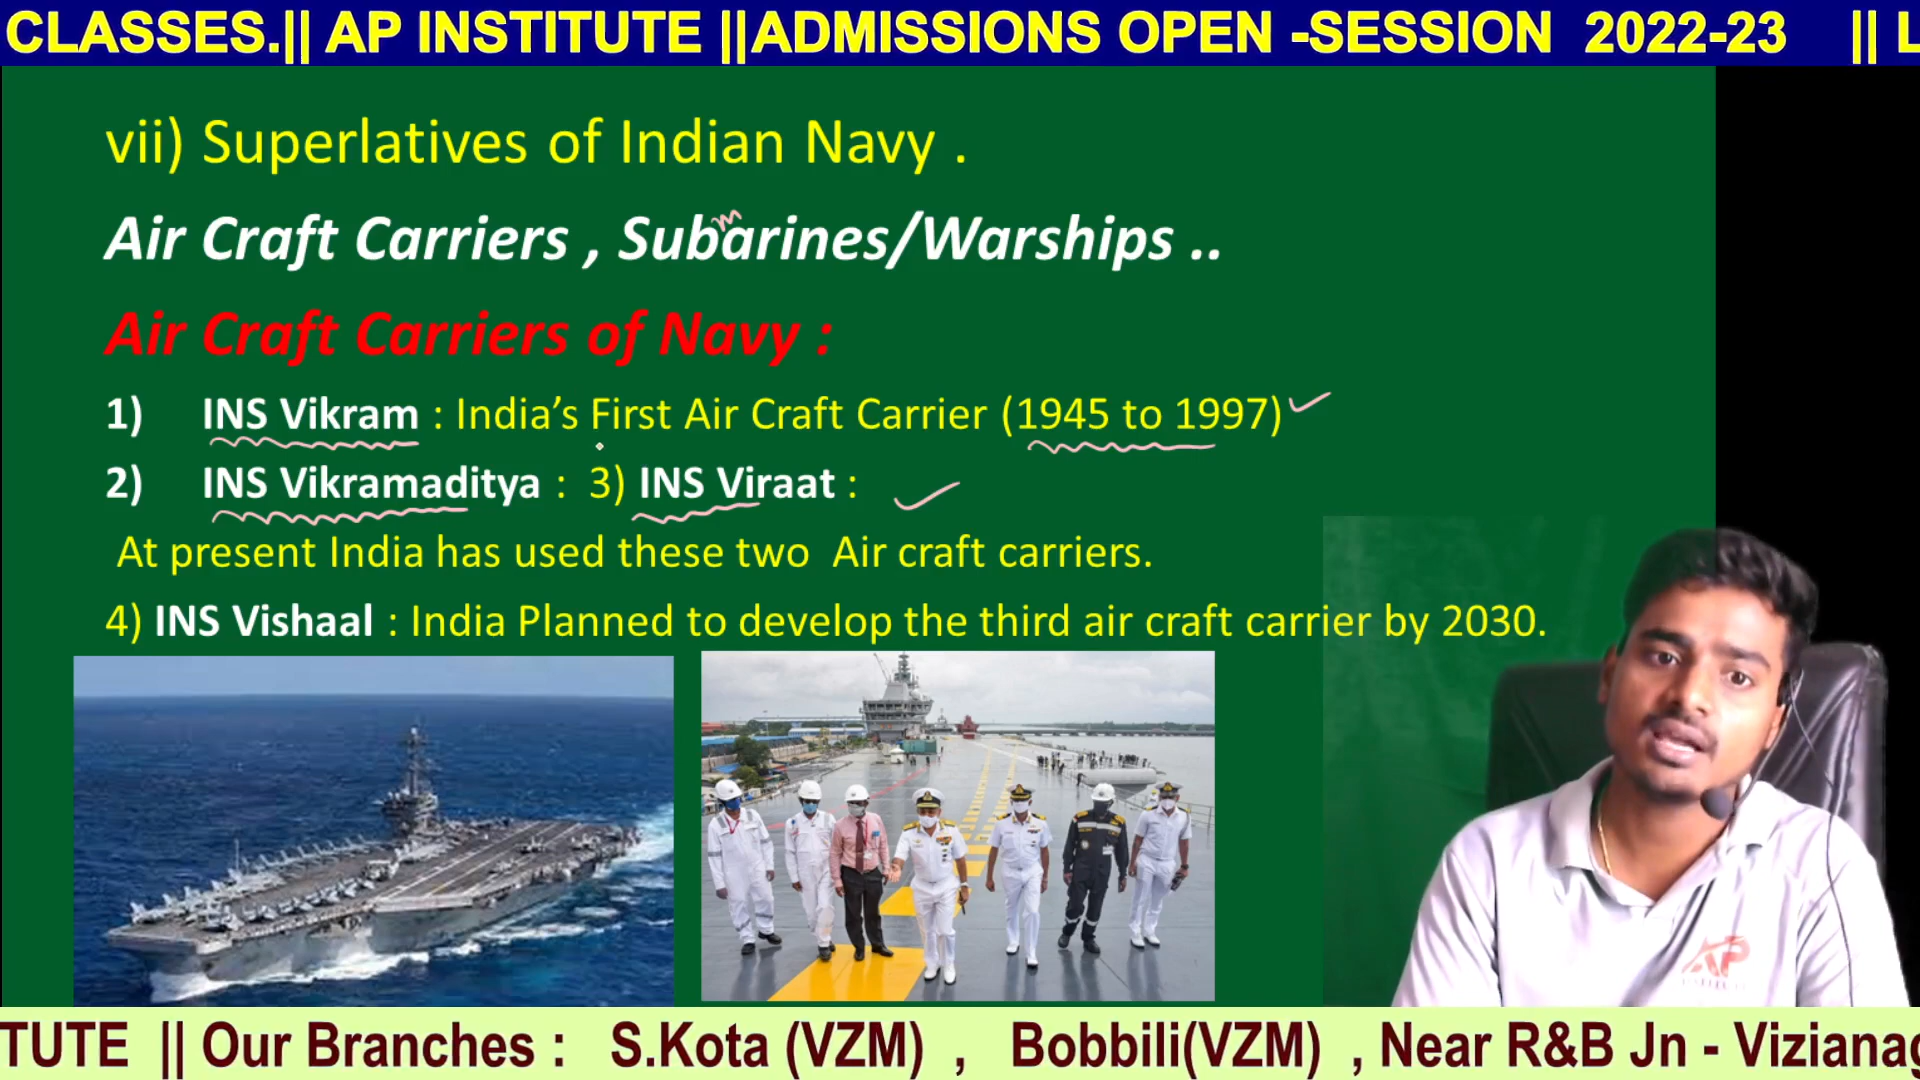 CLASSES.|| AP INSTITUTE ||ADMISSIONS OPEN -SESSION 2022-23 || L
vii) Superlatives of Indian Navy .
m
Air Craft Carriers , Subarines/Warships ..
Air Craft Carriers of Navy :
1) INS Vikram : India’s First Air Craft Carrier (1945 to 1997)
2) INS Vikramaditya : 3) INS Viraat :
At present India has used these two Air craft carriers.
4) INS Vishaal : India Planned to develop the third air craft carrier by 2030.
AP
TUTE || Our Branches : S.Kota (VZM) , Bobbili(VZM) , Near R&B Jn - Vizianag